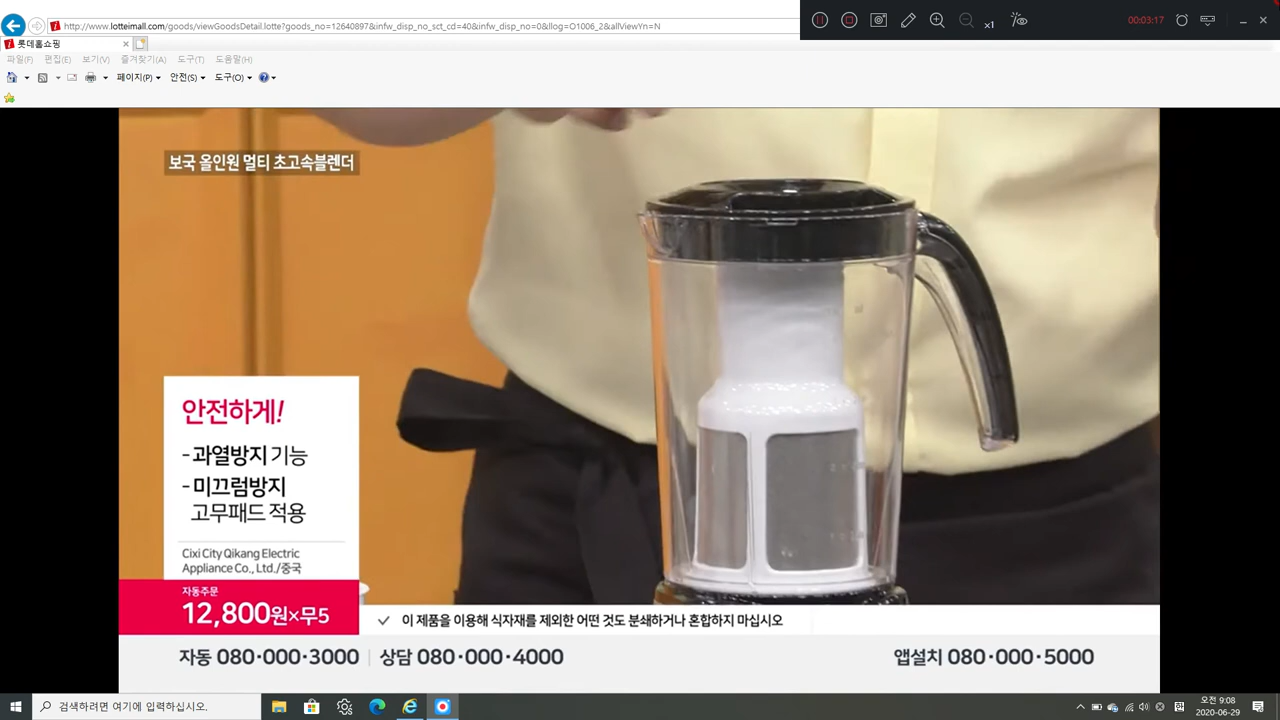 http://www.lotteimall.com/goods/viewGoodsDetail.lotte?goods_no=12640897&infw_disp_no_sct_cd=40&infw_disp_no=0&llog=O1006_2&allViewYn=N
x1
00:03:17
롯데홈쇼핑
파일(F) 편집(E) 보기(V) 즐겨찾기(A) 도구(T) 도움말(H)
페이지(P) 안전(S) 도구(O)
보국 올인원 멀티 초고속블렌더
안전하게!
- 과열방지 기능
- 미끄럼방지
고무패드 적용
Cixi City Qikang Electric
Appliance Co., Ltd./중국
자동주문
12,800원x무5
이 제품을 이용해 식자재를 제외한 어떤 것도 분쇄하거나 혼합하지 마십시오
자동 080·000·3000 | 상담 080·000·4000
앱설치 080·000·5000
검색하려면 여기에 입력하십시오.
오전 9:08
2020-06-29